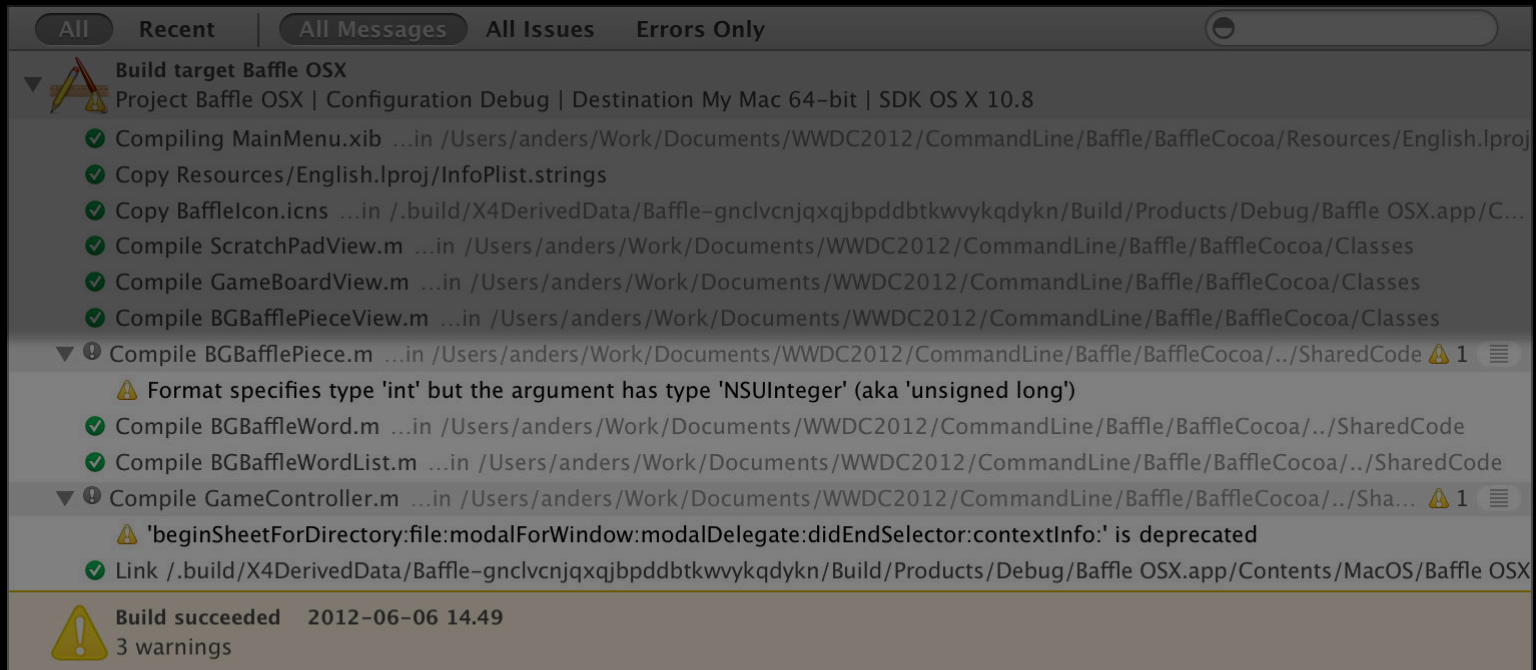 All Recent All Messages All Issues Errors Only
Build target Baffle OSX
Project Baffle OSX | Configuration Debug | Destination My Mac 64-bit | SDK OS X 10.8
Compiling MainMenu.xib ...in /Users/anders/Work/Documents/WWDC2012/CommandLine/Baffle/BaffleCocoa/Resources/English.lproj
Copy Resources/English.lproj/InfoPlist.strings
Copy BaffleIcon.icns ...in /.build/X4DerivedData/Baffle-gnclvcnjqxqjbpddbtkwvykqdykn/Build/Products/Debug/Baffle OSX.app/C...
Compile ScratchPadView.m ...in /Users/anders/Work/Documents/WWDC2012/CommandLine/Baffle/BaffleCocoa/Classes
Compile GameBoardView.m ...in /Users/anders/Work/Documents/WWDC2012/CommandLine/Baffle/BaffleCocoa/Classes
Compile BGBafflePieceView.m ...in /Users/anders/Work/Documents/WWDC2012/CommandLine/Baffle/BaffleCocoa/Classes
Compile BGBafflePiece.m ...in /Users/anders/Work/Documents/WWDC2012/CommandLine/Baffle/BaffleCocoa/../SharedCode 1
Format specifies type 'int' but the argument has type 'NSUInteger' (aka 'unsigned long')
Compile BGBaffleWord.m ...in /Users/anders/Work/Documents/WWDC2012/CommandLine/Baffle/BaffleCocoa/../SharedCode
Compile BGBaffleWordList.m ...in /Users/anders/Work/Documents/WWDC2012/CommandLine/Baffle/BaffleCocoa/../SharedCode
Compile GameController.m ...in /Users/anders/Work/Documents/WWDC2012/CommandLine/Baffle/BaffleCocoa/../Sha... 1
'beginSheetForDirectory:file:modalForWindow:modalDelegate:didEndSelector:contextInfo:' is deprecated
Link /.build/X4DerivedData/Baffle-gnclvcnjqxqjbpddbtkwvykqdykn/Build/Products/Debug/Baffle OSX.app/Contents/MacOS/Baffle OSX
Build succeeded 2012-06-06 14.49
3 warnings